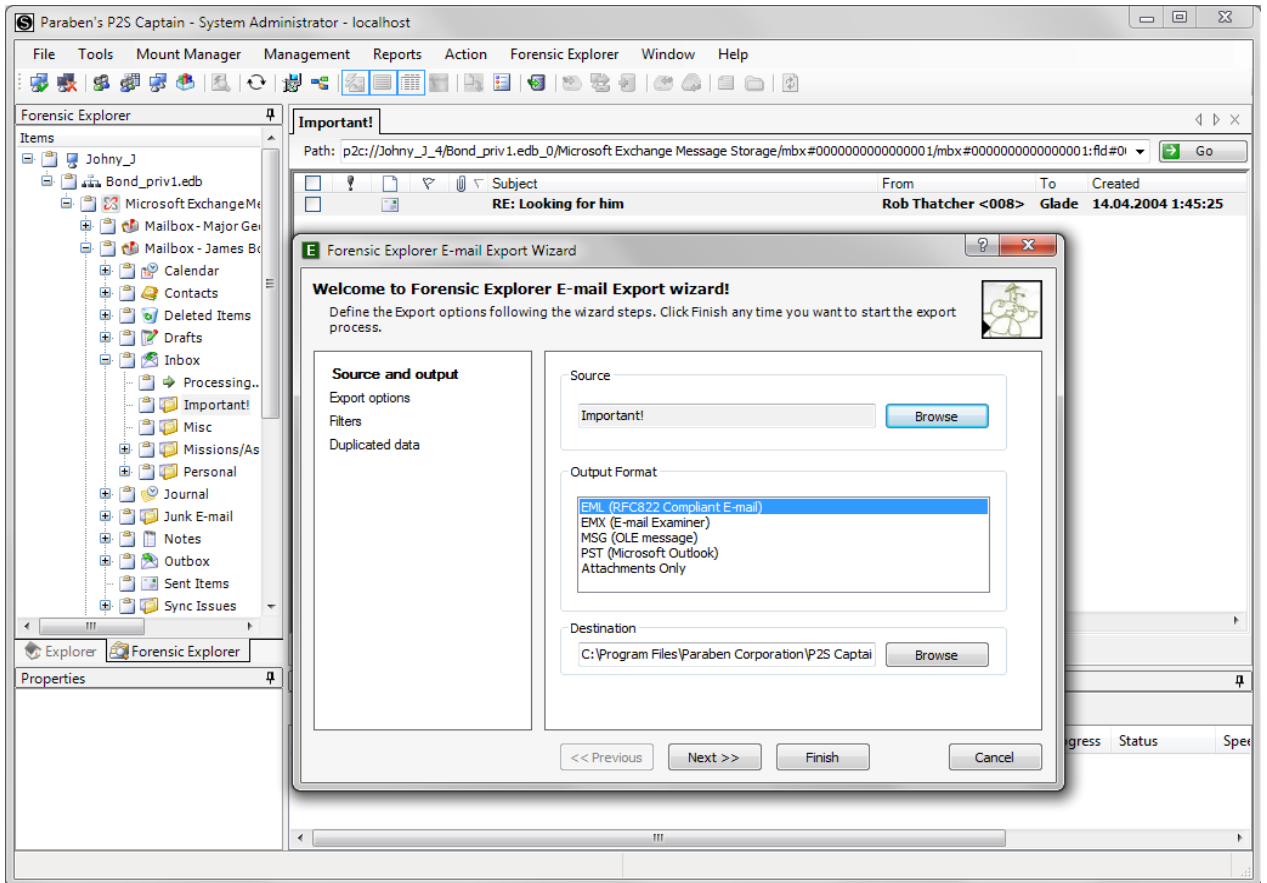 Paraben's P2S Captain - System Administrator - localhost
File Tools Mount Manager Management Reports Action Forensic Explorer Window Help
Forensic Explorer
Items
Johny_J
Bond_priv1.edb
Microsoft Exchange Me
Mailbox - Major Ge
Mailbox - James Bo
Calendar
Contacts
Deleted Items
Drafts
Inbox
Processing..
Important!
Misc
Missions/As
Personal
Journal
Junk E-mail
Notes
Outbox
Sent Items
Sync Issues
Explorer Forensic Explorer
Properties
Important!
Path: p2c://Johny_J_4/Bond_priv1.edb_0/Microsoft Exchange Message Storage/mbx#0000000000000001/mbx#0000000000000001:fld#00 Go
Subject From To Created
RE: Looking for him Rob Thatcher <008> Glade 14.04.2004 1:45:25
E Forensic Explorer E-mail Export Wizard
Welcome to Forensic Explorer E-mail Export wizard!
Define the Export options following the wizard steps. Click Finish any time you want to start the export
process.
Source and output
Export options
Filters
Duplicated data
Source
Important! Browse
Output Format
EML (RFC822 Compliant E-mail)
EMX (E-mail Examiner)
MSG (OLE message)
PST (Microsoft Outlook)
Attachments Only
Destination
C:\Program Files\Paraben Corporation\P2S Captai Browse
<< Previous Next >> Finish Cancel
ogress Status Spee